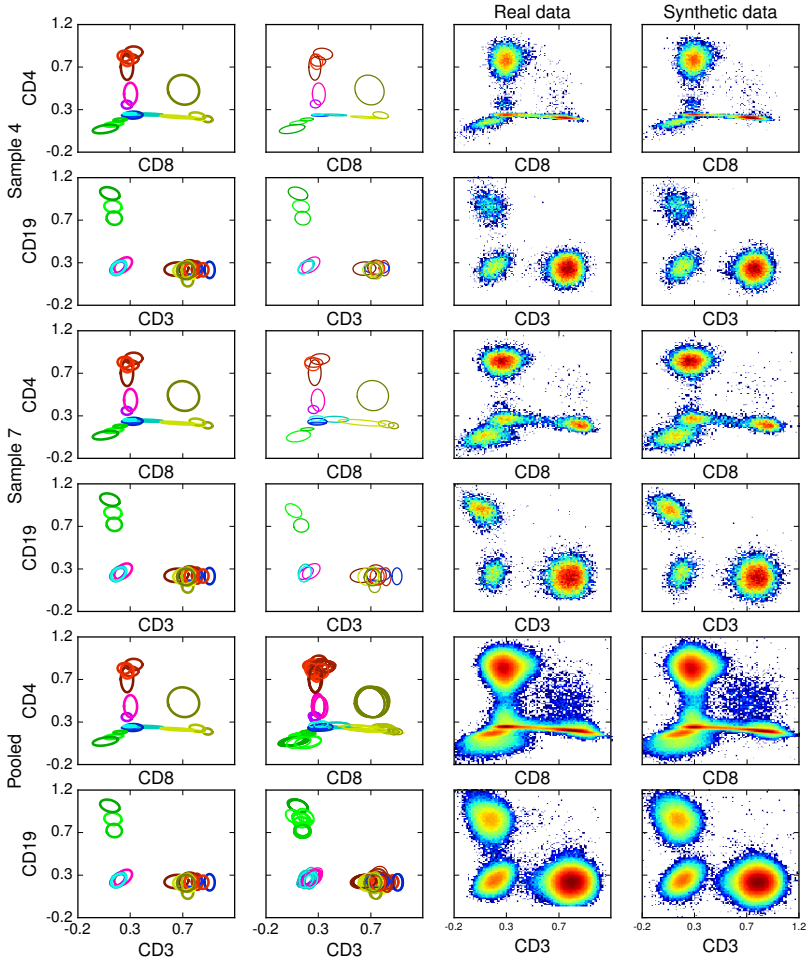 Real data
Synthetic data
1.2
0.7
0.3
-0.2
CD4
CD8
CD8
CD8
CD8
Sample 4
1.2
0.7
0.3
-0.2
CD19
CD3
CD3
CD3
CD3
1.2
0.7
0.3
-0.2
CD4
CD8
CD8
CD8
CD8
Sample 7
1.2
0.7
0.3
-0.2
CD19
CD3
CD3
CD3
CD3
1.2
0.7
0.3
-0.2
CD4
CD8
CD8
CD8
CD8
Pooled
1.2
0.7
0.3
-0.2
CD19
-0.2 0.3 0.7
-0.2 0.3 0.7
-0.2 0.3 0.7
-0.2 0.3 0.7 1.2
CD3
CD3
CD3
CD3